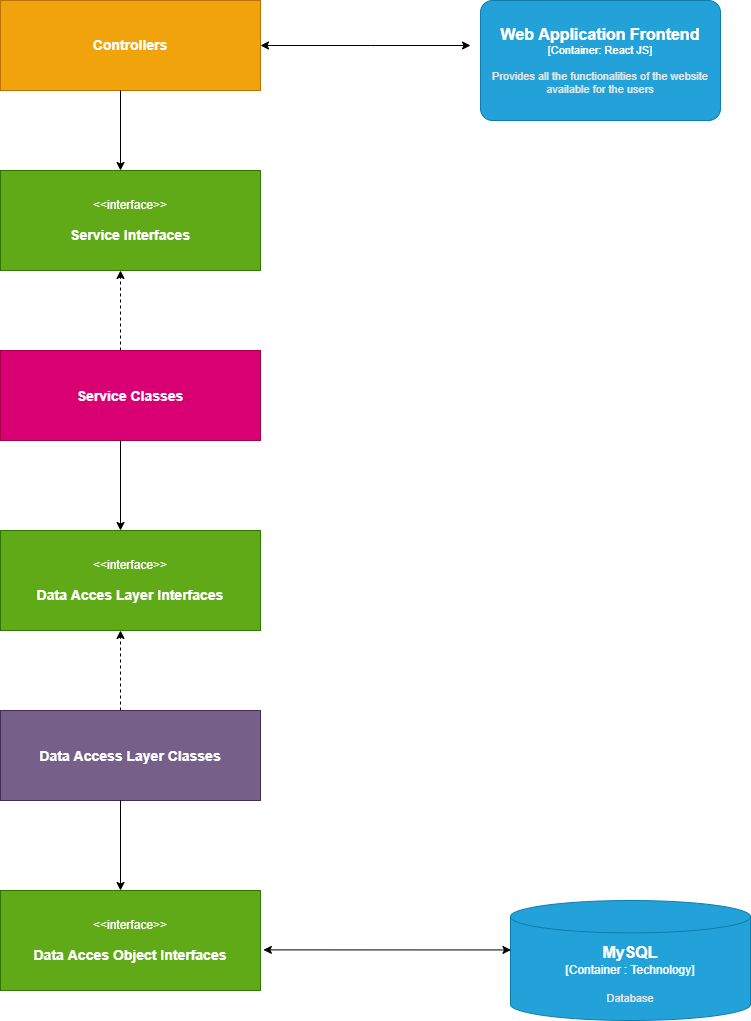 Controllers
Web Application Frontend
[Container: React JS]
Provides all the functionalities of the website
available for the users
<<interface>>
Service Interfaces
Service Classes
<<interface>>
Data Acces Layer Interfaces
Data Access Layer Classes
<<interface>>
Data Acces Object Interfaces
MySQL
[Container : Technology]
Database